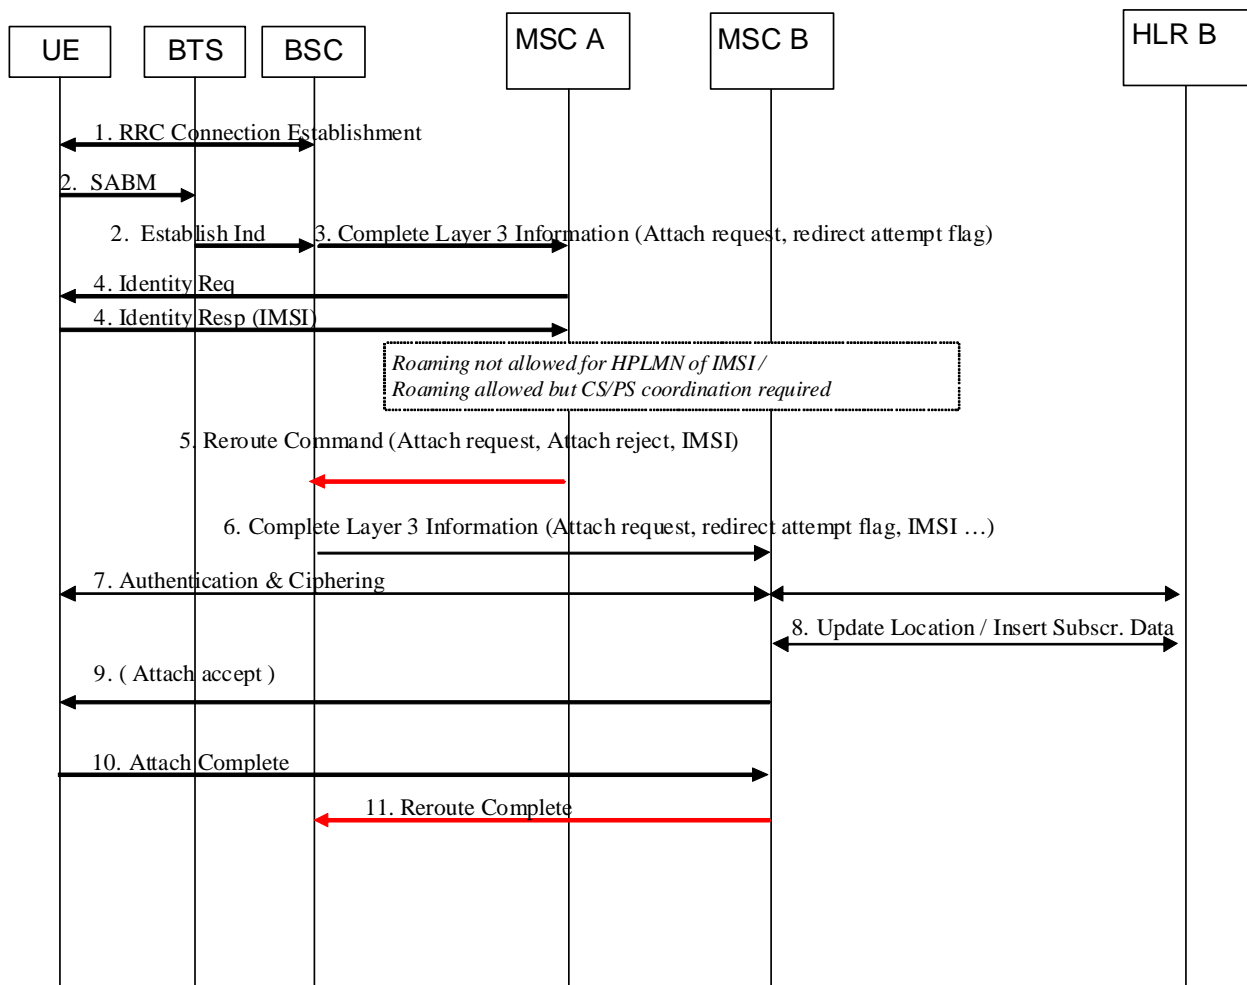 UE
BTS
BSC
MSC A
MSC B
HLR B
1. RRC Connection Establishment
2. SABM
2. Establish Ind
3. Complete Layer 3 Information (Attach request, redirect attempt flag)
4. Identity Req
4. Identity Resp (IMSI)
Roaming not allowed for HPLMN of IMSI /
Roaming allowed but CS/PS coordination required
5. Reroute Command (Attach request, Attach reject, IMSI)
6. Complete Layer 3 Information (Attach request, redirect attempt flag, IMSI …)
7. Authentication & Ciphering
8. Update Location / Insert Subscr. Data
9. ( Attach accept )
10. Attach Complete
11. Reroute Complete